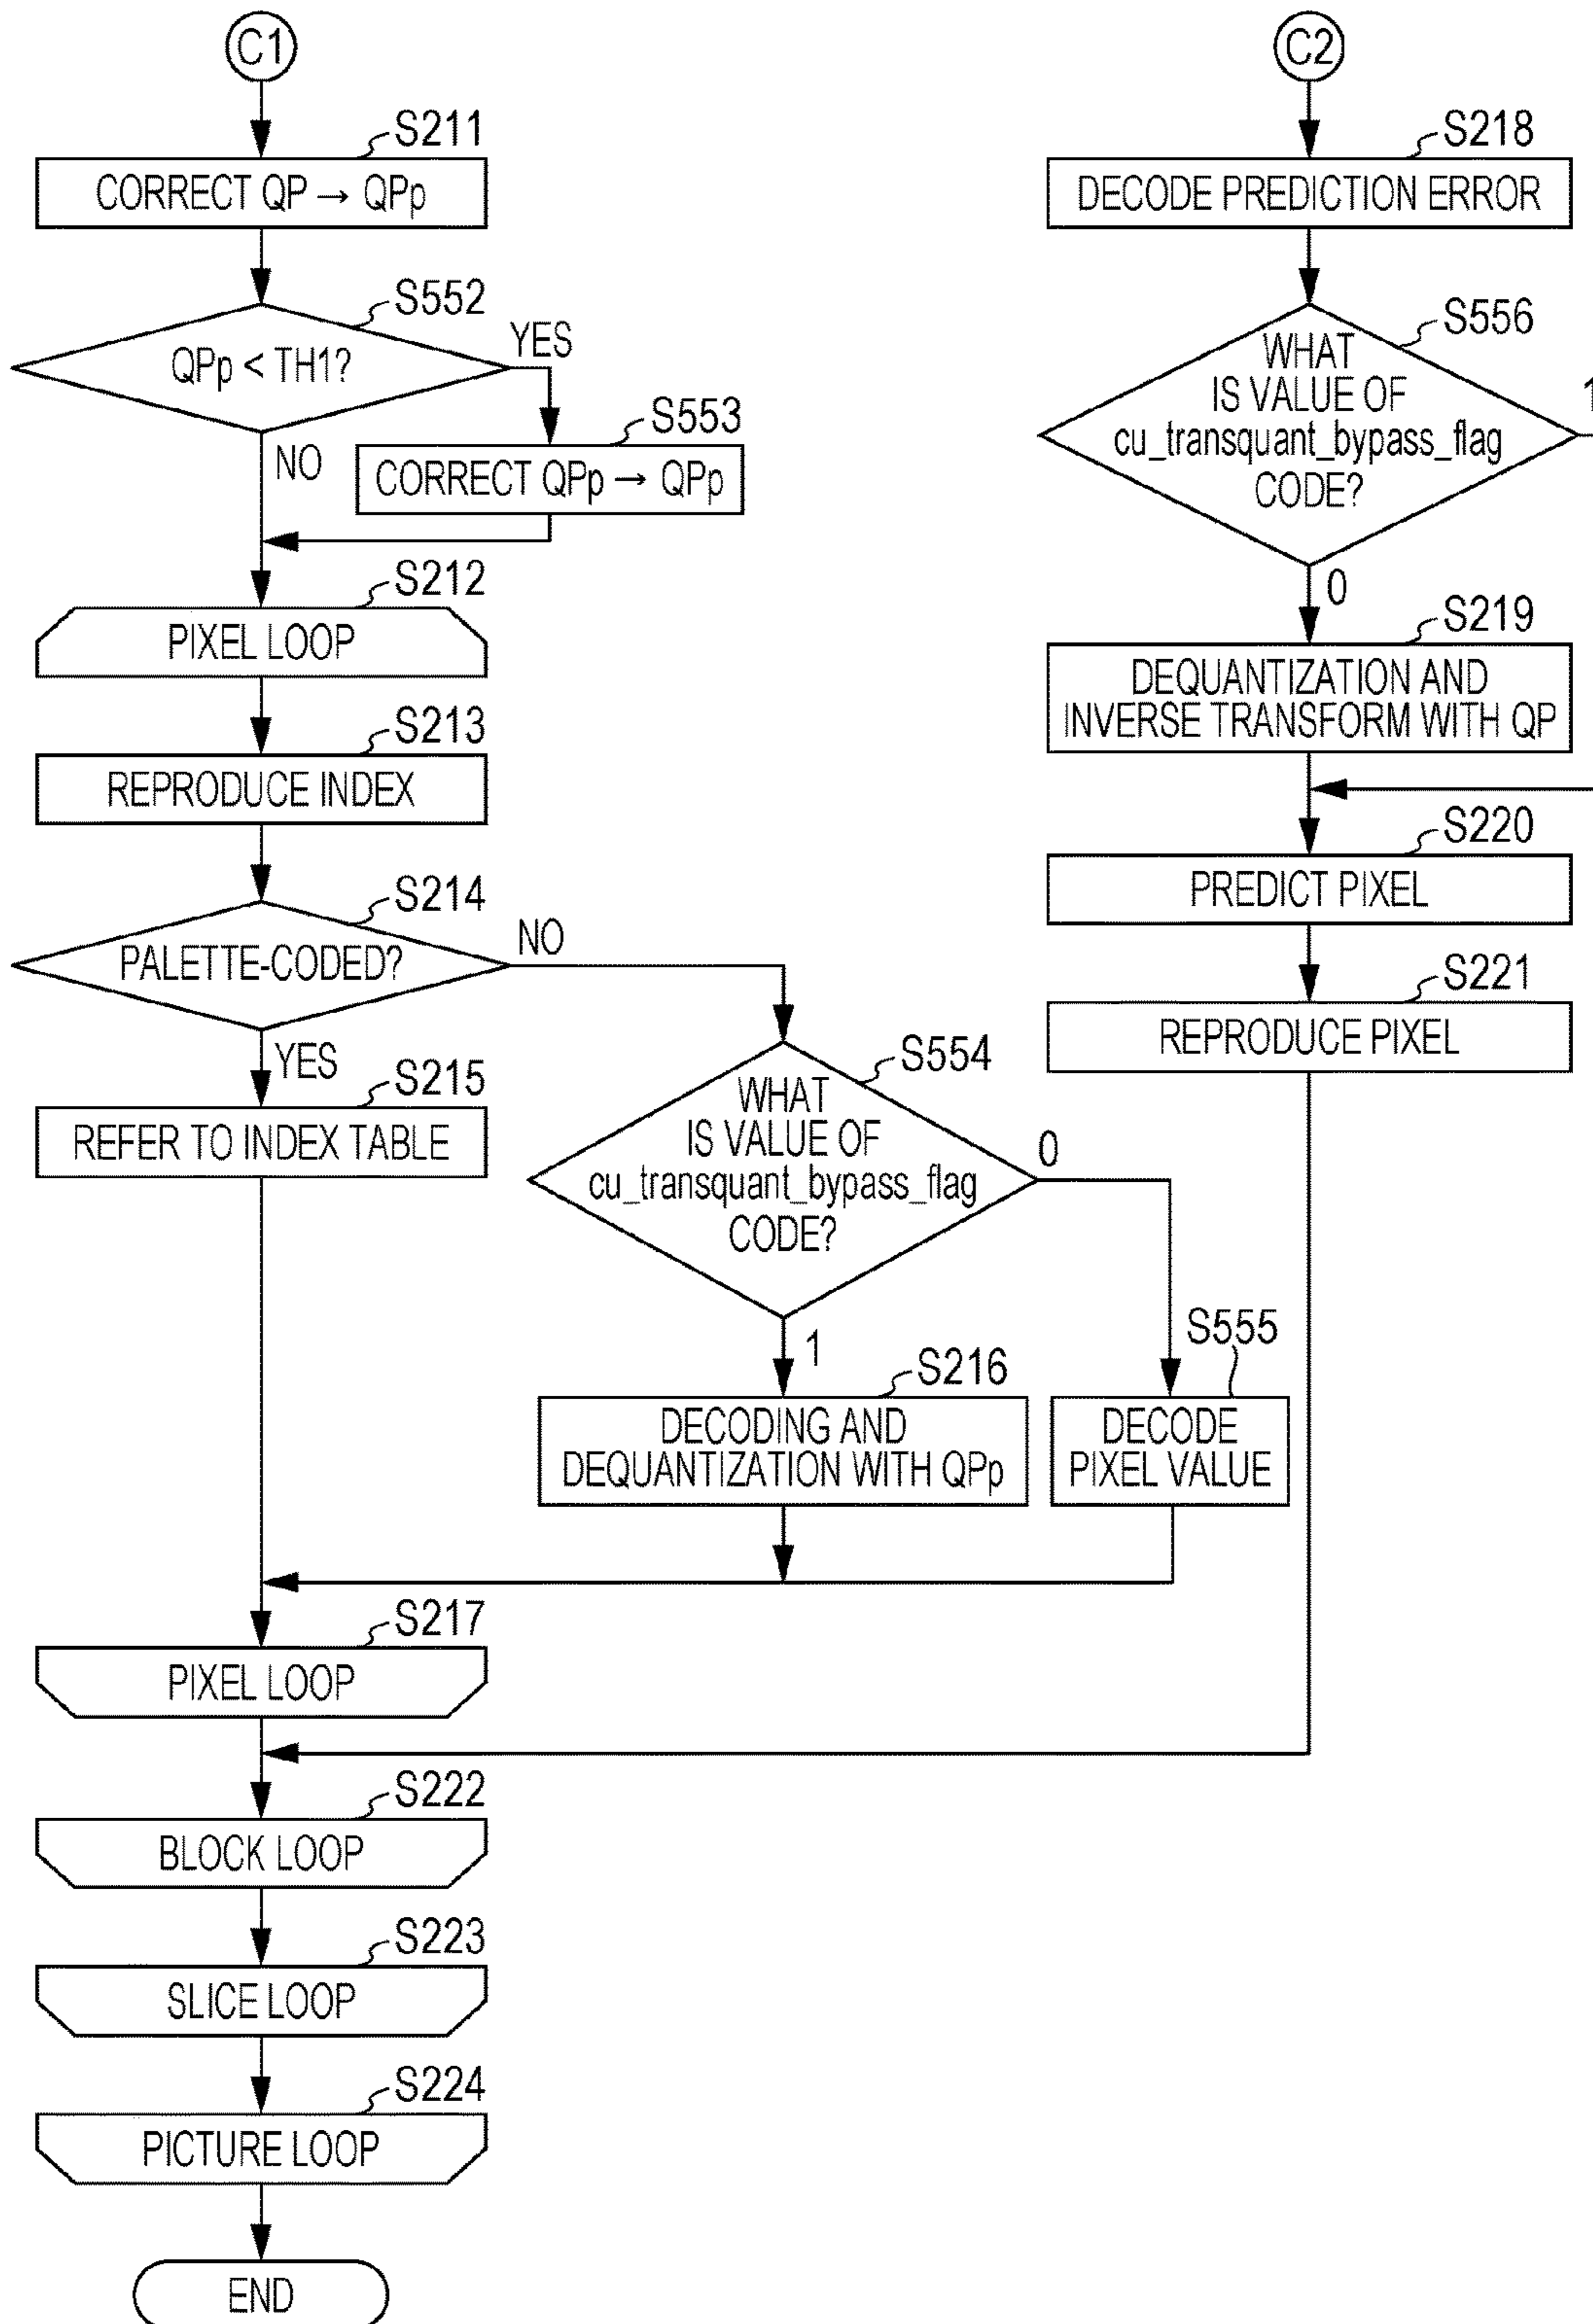 C1
S211
CORRECT QP → QPp
S552
QPp < TH1?
YES
NO
S553
CORRECT QPp → QPp
S212
PIXEL LOOP
S213
REPRODUCE INDEX
S214
PALETTE-CODED?
NO
YES
S215
REFER TO INDEX TABLE
S554
WHAT
IS VALUE OF
cu_transquant_bypass_flag
CODE?
0
1
S216
DECODING AND
DEQUANTIZATION WITH QPp
S555
DECODE
PIXEL VALUE
S217
PIXEL LOOP
S222
BLOCK LOOP
S223
SLICE LOOP
S224
PICTURE LOOP
END
C2
S218
DECODE PREDICTION ERROR
S556
WHAT
IS VALUE OF
cu_transquant_bypass_flag
CODE?
1
0
S219
DEQUANTIZATION AND
INVERSE TRANSFORM WITH QP
S220
PREDICT PIXEL
S221
REPRODUCE PIXEL